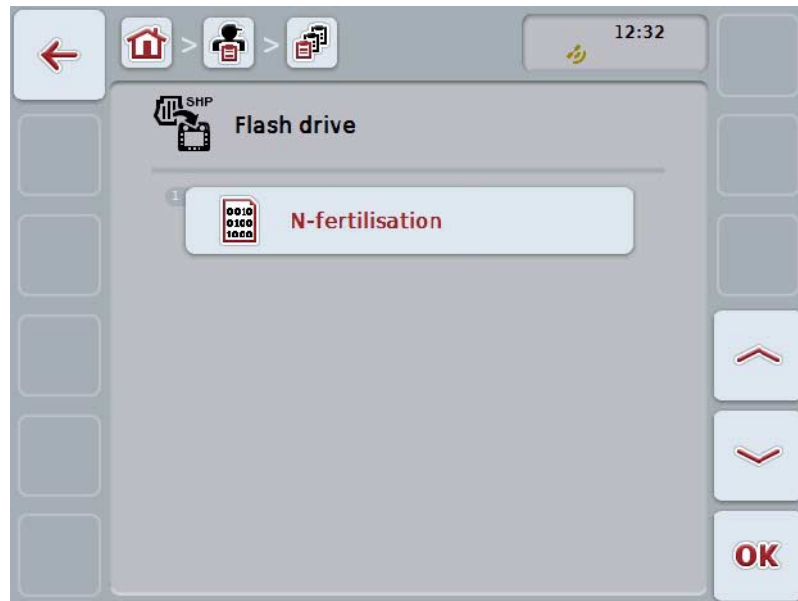 > >
12:32
SHP
Flash drive
1
0010
0100
1000
N-fertilisation
OK